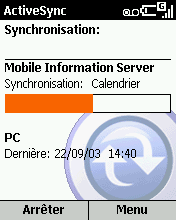 ActiveSync
Synchronisation:
Mobile Information Server
Synchronisation: Calendrier
PC
Dernière: 22/09/03 14:40
Arrêter Menu